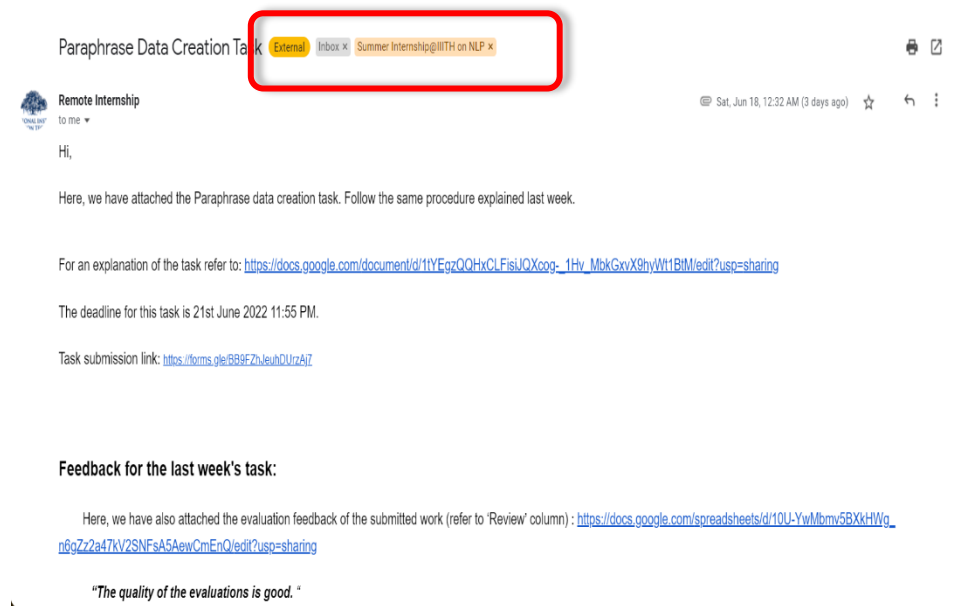 Paraphrase Data Creation Task External Inbox × Summer Internship@IIITH on NLP ×
Remote Internship
Sat, Jun 18, 12:32 AM (3 days ago)
to me
Hi,
Here, we have attached the Paraphrase data creation task. Follow the same procedure explained last week.
For an explanation of the task refer to: https://docs.google.com/document/d/1tYEgzQQHxCLFisiJQXcog-_1Hv_MbkGxvX9hyWt1BtM/edit?usp=sharing
The deadline for this task is 21st June 2022 11:55 PM.
Task submission link: https://forms.gle/BB9FZhJeuhDUrzAj7
Feedback for the last week's task:
Here, we have also attached the evaluation feedback of the submitted work (refer to 'Review' column) : https://docs.google.com/spreadsheets/d/10U-YwMbmv5BXkHWg_
n6gZz2a47kV2SNFsA5AewCmEnQ/edit?usp=sharing
"The quality of the evaluations is good. "